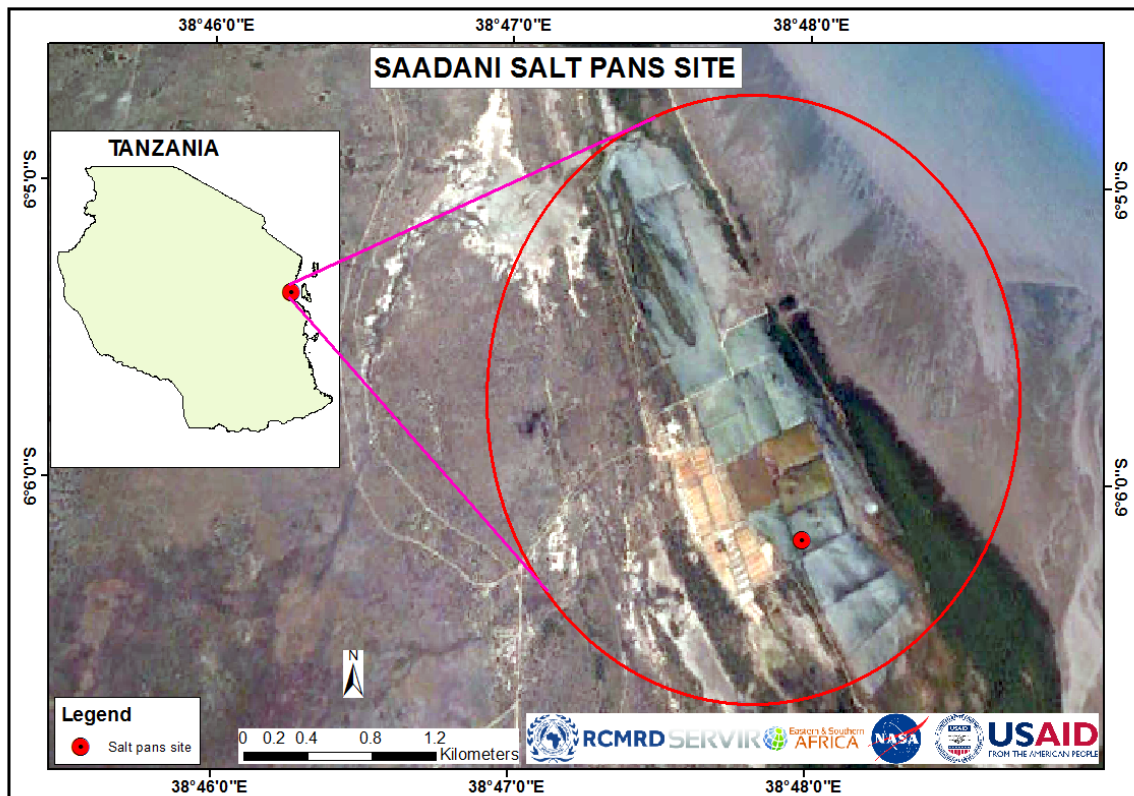 38°46'0"E
38°47'0"E
38°48'0"E
SAADANI SALT PANS SITE
TANZANIA
6°5'0"S
6°5'0"S
6°6'0"S
6°6'0"S
N
Legend
Salt pans site
0 0.2 0.4 0.8 1.2
Kilometers
RCMRD
SERVIR
Eastern & Southern
AFRICA
NASA
USAID
USAID
FROM THE AMERICAN PEOPLE
38°46'0"E
38°47'0"E
38°48'0"E